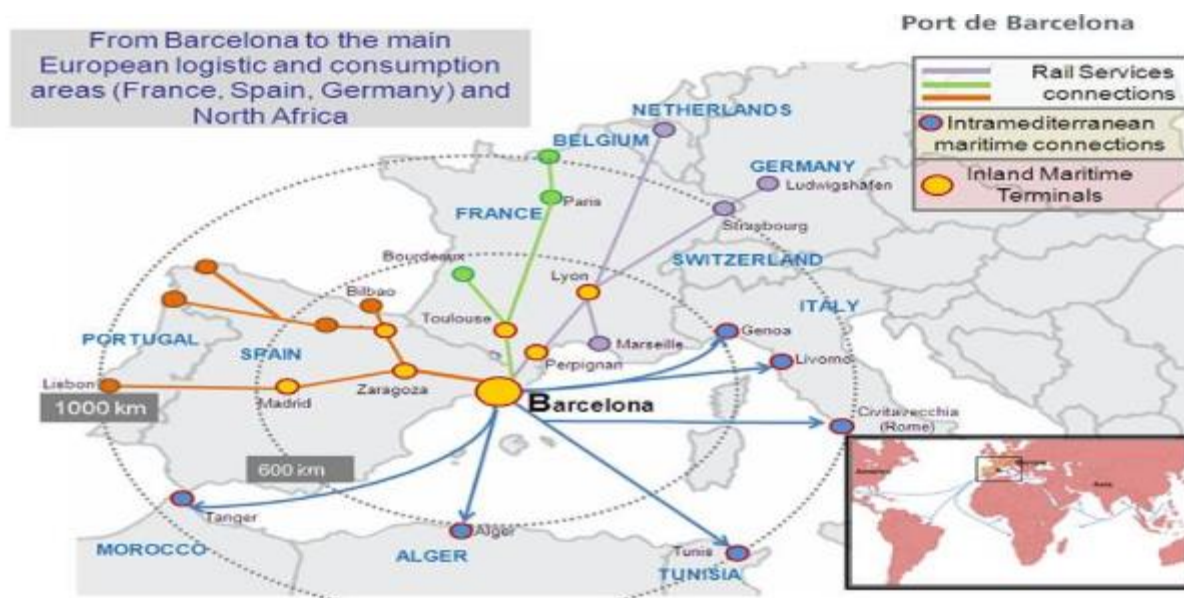 Port de Barcelona
From Barcelona to the main
European logistic and consumption
areas (France, Spain, Germany) and
North Africa
Rail Services
connections
Intramediterranean
maritime connections
Inland Maritime
Terminals
NETHERLANDS
BELGIUM
GERMANY
Ludwigshafen
Paris
FRANCE
Strasbourg
Bourdeaux
SWITZERLAND
Lyon
Bilbao
ITALY
Toulouse
Genoa
PORTUGAL
Marseille
SPAIN
Perpignan
Livorno
Lisbon
Zaragoza
Madrid
Barcelona
1000 km
Civitavecchia
(Rome)
600 km
Tanger
Alger
MOROCCO
ALGER
Tunis
TUNISIA
Asia